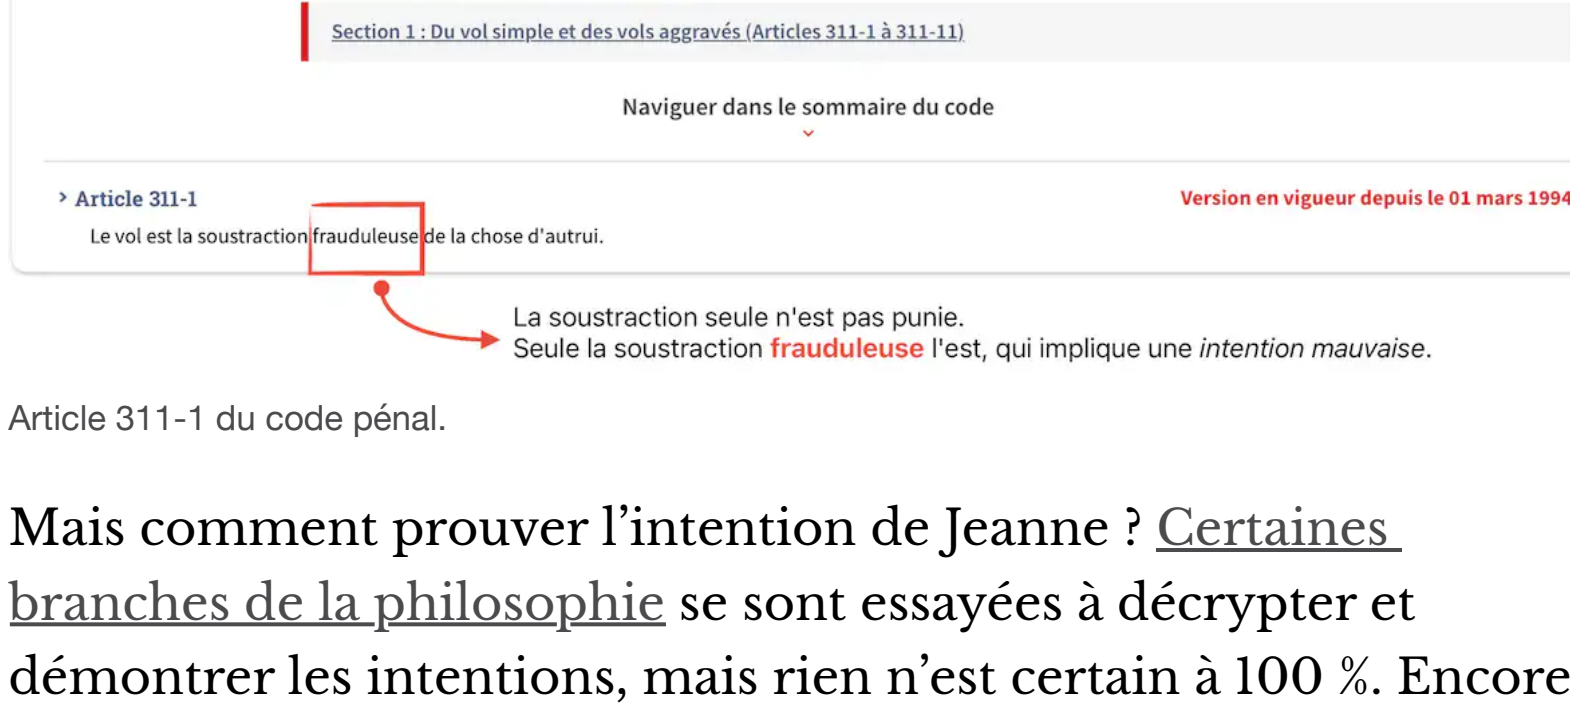 Section 1 : Du vol simple et des vols aggravés (Articles 311-1 à 311-11)
Naviguer dans le sommaire du code
Article 311-1
Version en vigueur depuis le 01 mars 1994
Le vol est la soustraction frauduleuse de la chose d'autrui.
La soustraction seule n'est pas punie.
Seule la soustraction frauduleuse l'est, qui implique une intention mauvaise.
Article 311-1 du code pénal.
Mais comment prouver l’intention de Jeanne ? Certaines
branches de la philosophie se sont essayées à décrypter et
démontrer les intentions, mais rien n’est certain à 100 %. Encore